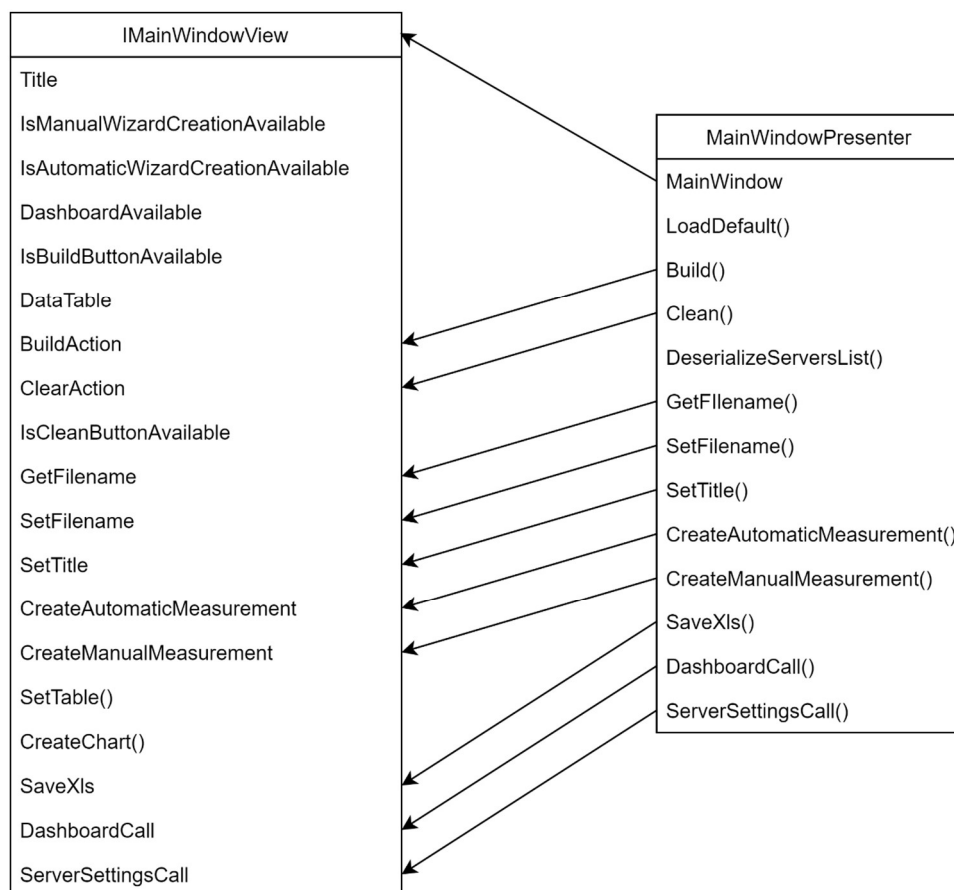 IMainWindowView
Title
IsManualWizardCreationAvailable
IsAutomaticWizardCreationAvailable
DashboardAvailable
IsBuildButtonAvailable
DataTable
BuildAction
ClearAction
IsCleanButtonAvailable
GetFilename
SetFilename
SetTitle
CreateAutomaticMeasurement
CreateManualMeasurement
SetTable()
CreateChart()
SaveXls
DashboardCall
ServerSettingsCall
MainWindowPresenter
MainWindow
LoadDefault()
Build()
Clean()
DeserializeServersList()
GetFIlename()
SetFilename()
SetTitle()
CreateAutomaticMeasurement()
CreateManualMeasurement()
SaveXls()
DashboardCall()
ServerSettingsCall()